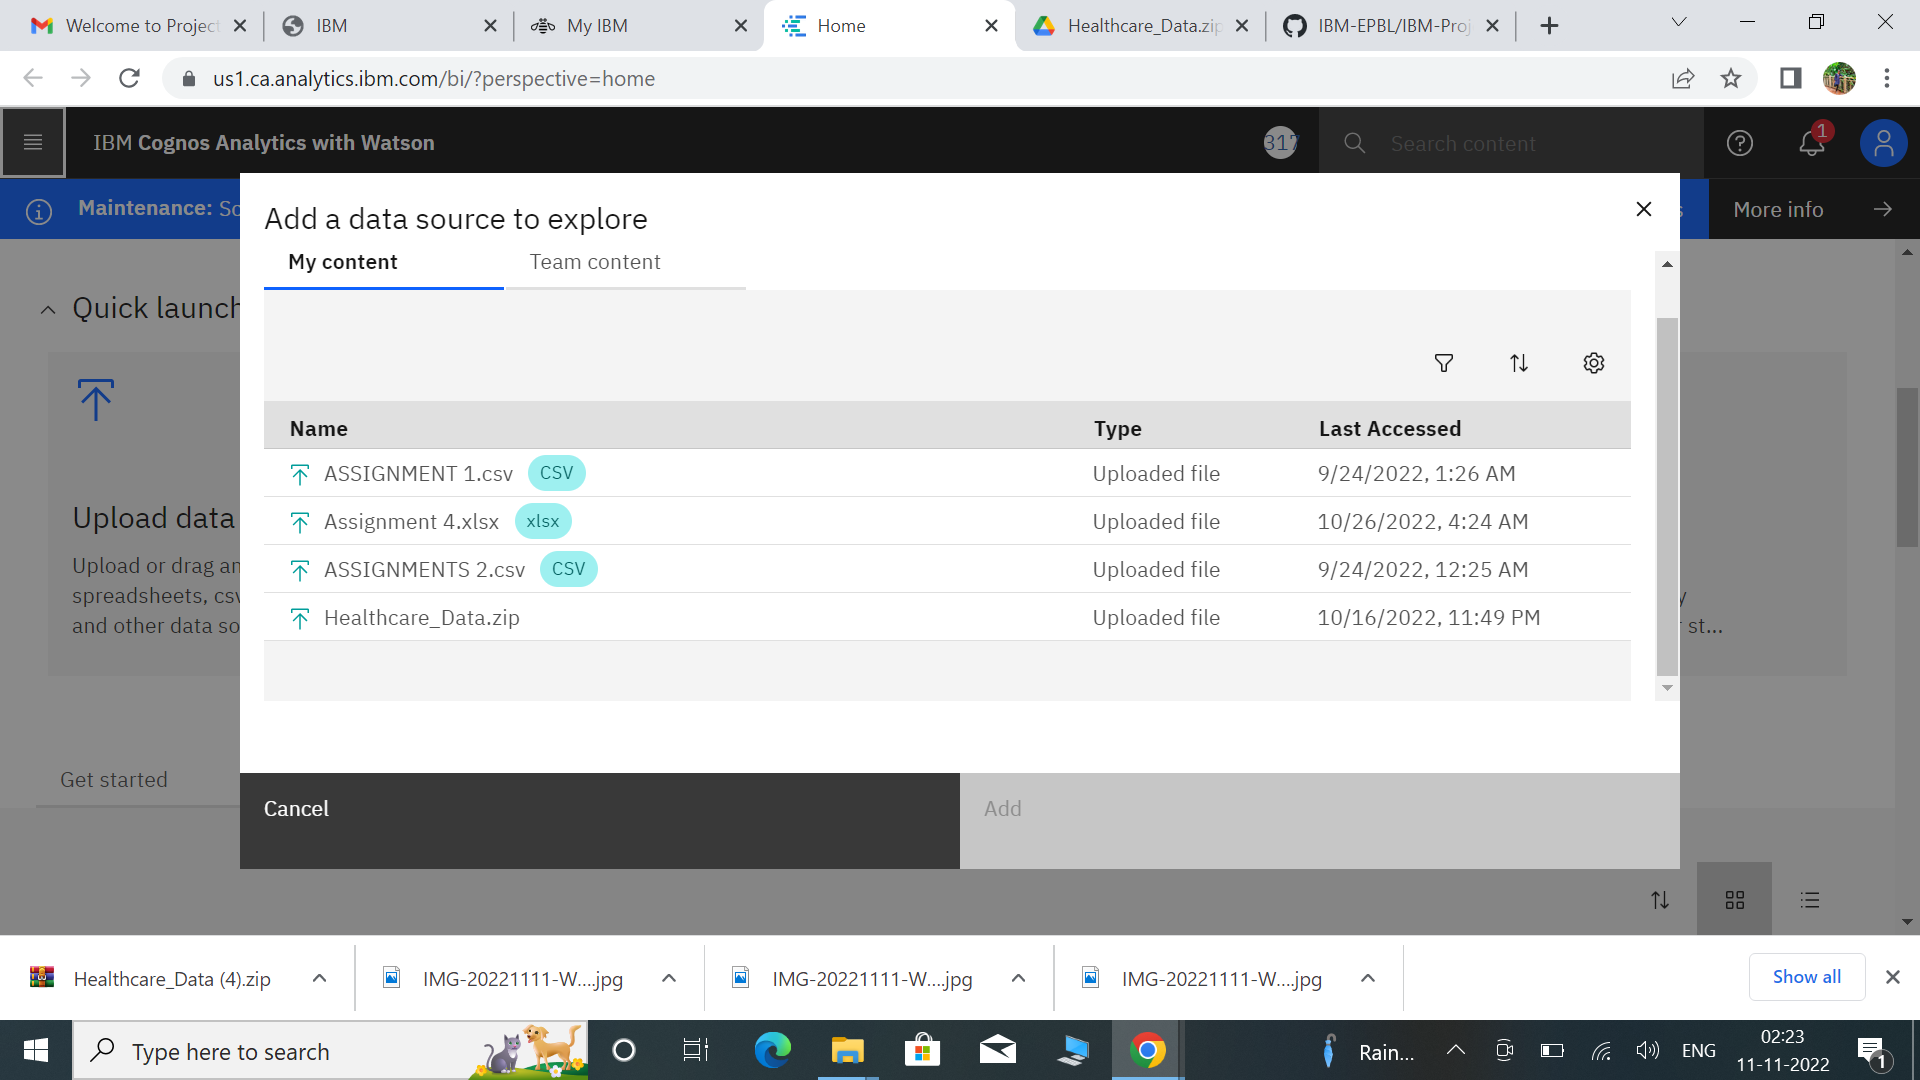 Welcome to Project
IBM
My IBM
Home
Healthcare_Data.zip
IBM-EPBL/IBM-Proj
us1.ca.analytics.ibm.com/bi/?perspective=home
IBM Cognos Analytics with Watson
317
Search content
1
Maintenance: Sc
More info
Add a data source to explore
My content
Team content
Quick launch
Name
Type
Last Accessed
ASSIGNMENT 1.csv
CSV
Uploaded file
9/24/2022, 1:26 AM
Assignment 4.xlsx
xlsx
Uploaded file
10/26/2022, 4:24 AM
ASSIGNMENTS 2.csv
CSV
Uploaded file
9/24/2022, 12:25 AM
Healthcare_Data.zip
Uploaded file
10/16/2022, 11:49 PM
Upload data
Upload or drag an
spreadsheets, csv
and other data so
st...
Get started
Cancel
Add
Healthcare_Data (4).zip
IMG-20221111-W....jpg
IMG-20221111-W....jpg
IMG-20221111-W....jpg
Show all
Type here to search
Rain...
ENG
02:23
11-11-2022
1